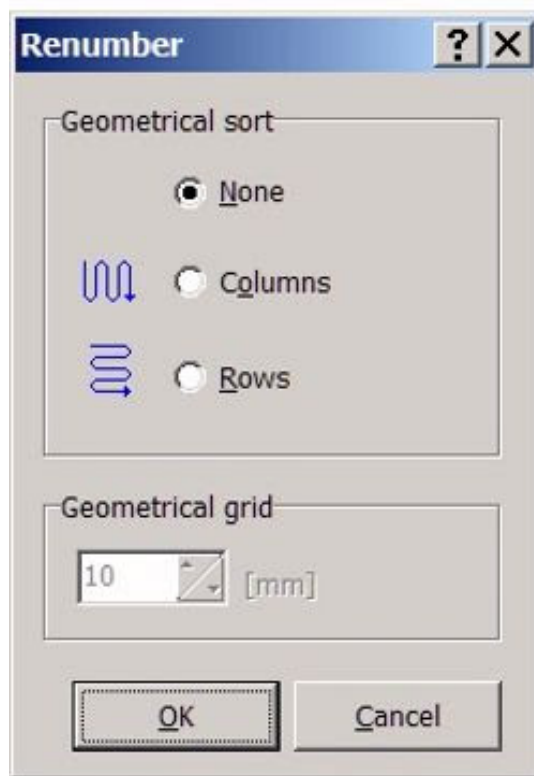 Renumber
Geometrical sort
None
Columns
Rows
Geometrical grid
10 [mm]
OK Cancel